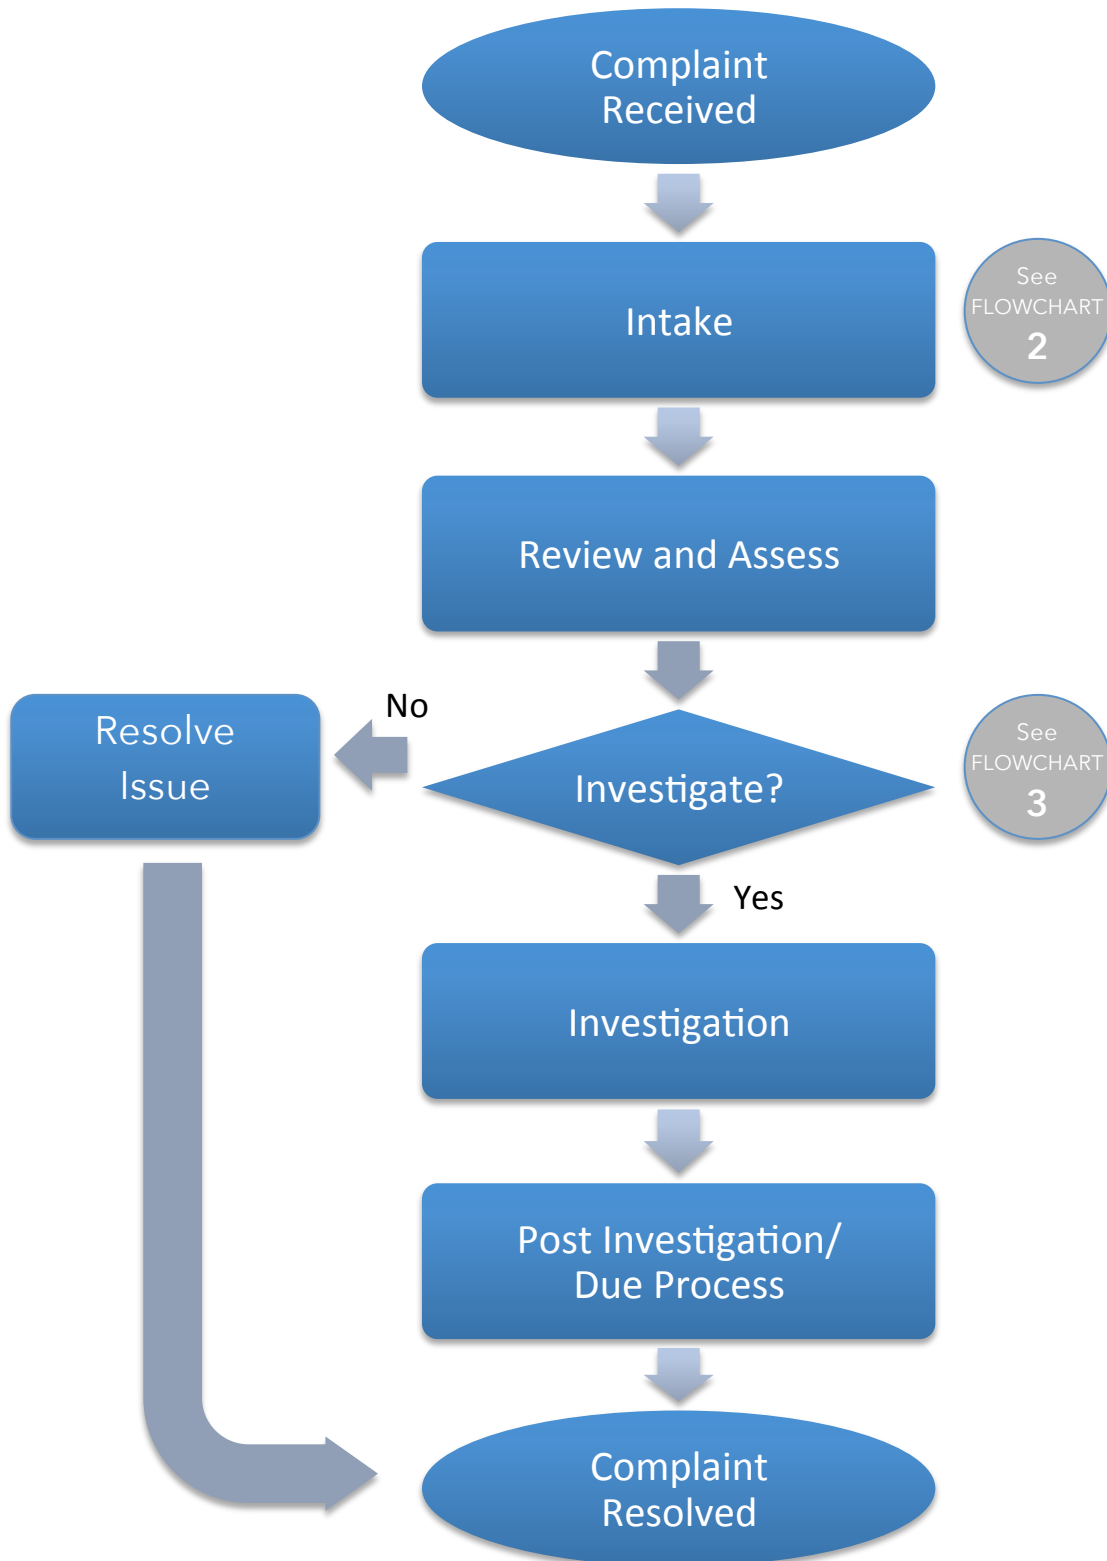 Complaint
Received
Intake
See
FLOWCHART
2
Review and Assess
No
Resolve
Issue
Investigate?
See
FLOWCHART
3
Yes
Investigation
Post Investigation/
Due Process
Complaint
Resolved